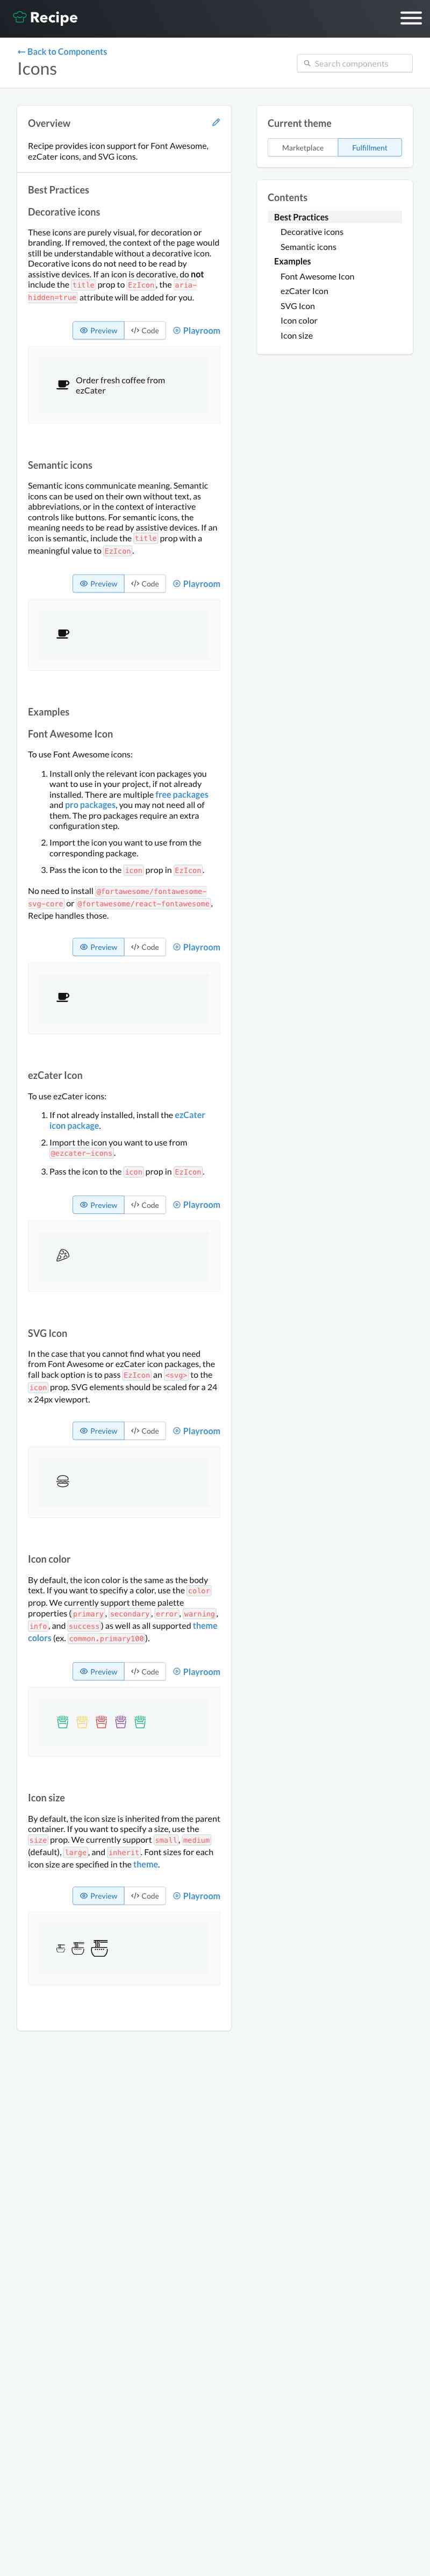 Recipe
← Back to Components
Icons
Search components
Overview
Recipe provides icon support for Font Awesome,
ezCater icons, and SVG icons.
Best Practices
Decorative icons
These icons are purely visual, for decoration or
branding. If removed, the context of the page would
still be understandable without a decorative icon.
Decorative icons do not need to be read by
assistive devices. If an icon is decorative, do not
include the title prop to EzIcon, the aria-
hidden=true attribute will be added for you.
Preview
</> Code
Playroom
Order fresh coffee from
ezCater
Semantic icons
Semantic icons communicate meaning. Semantic
icons can be used on their own without text, as
abbreviations, or in the context of interactive
controls like buttons. For semantic icons, the
meaning needs to be read by assistive devices. If an
icon is semantic, include the title prop with a
meaningful value to EzIcon.
Preview
</> Code
Playroom
Examples
Font Awesome Icon
To use Font Awesome icons:
1. Install only the relevant icon packages you
want to use in your project, if not already
installed. There are multiple free packages
and pro packages, you may not need all of
them. The pro packages require an extra
configuration step.
2. Import the icon you want to use from the
corresponding package.
3. Pass the icon to the icon prop in EzIcon.
No need to install @fortawesome/fontawesome-
svg-core or @fortawesome/react-fontawesome,
Recipe handles those.
Preview
</> Code
Playroom
ezCater Icon
To use ezCater icons:
1. If not already installed, install the ezCater
icon package.
2. Import the icon you want to use from
@ezcater-icons.
3. Pass the icon to the icon prop in EzIcon.
Preview
</> Code
Playroom
SVG Icon
In the case that you cannot find what you need
from Font Awesome or ezCater icon packages, the
fall back option is to pass EzIcon an <svg> to the
icon prop. SVG elements should be scaled for a 24
x 24px viewport.
Preview
</> Code
Playroom
Icon color
By default, the icon color is the same as the body
text. If you want to specifiy a color, use the color
prop. We currently support theme palette
properties (primary, secondary, error, warning,
info, and success) as well as all supported theme
colors (ex. common.primary100).
Preview
</> Code
Playroom
Icon size
By default, the icon size is inherited from the parent
container. If you want to specify a size, use the
size prop. We currently support small, medium
(default), large, and inherit. Font sizes for each
icon size are specified in the theme.
Preview
</> Code
Playroom
Current theme
Marketplace
Fulfillment
Contents
Best Practices
Decorative icons
Semantic icons
Examples
Font Awesome Icon
ezCater Icon
SVG Icon
Icon color
Icon size